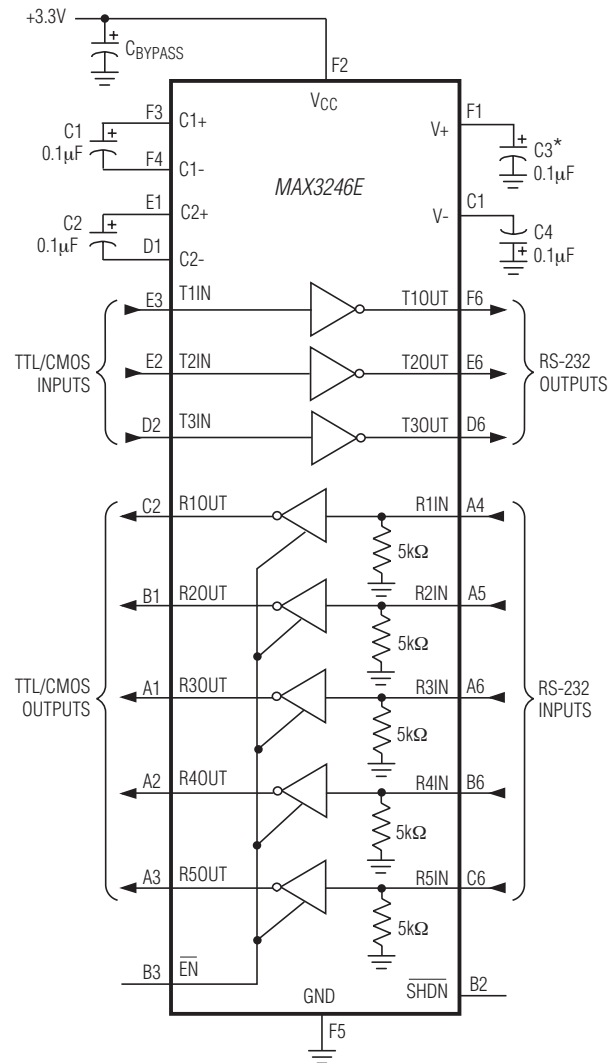 +3.3V
CBYPASS
F2
VCC
F3
C1+
C1
0.1µF
F4
C1-
E1
C2+
C2
0.1µF
D1
C2-
MAX3246E
F1
V+
C3*
0.1µF
C1
V-
C4
0.1µF
TTL/CMOS
INPUTS
E3 T1IN T1OUT F6
E2 T2IN T2OUT E6
D2 T3IN T3OUT D6
RS-232
OUTPUTS
C2 R1OUT R1IN A4
5kΩ
B1 R2OUT R2IN A5
5kΩ
TTL/CMOS
OUTPUTS
A1 R3OUT R3IN A6
5kΩ
RS-232
INPUTS
A2 R4OUT R4IN B6
5kΩ
A3 R5OUT R5IN C6
5kΩ
B3 EN
GND
SHDN B2
F5